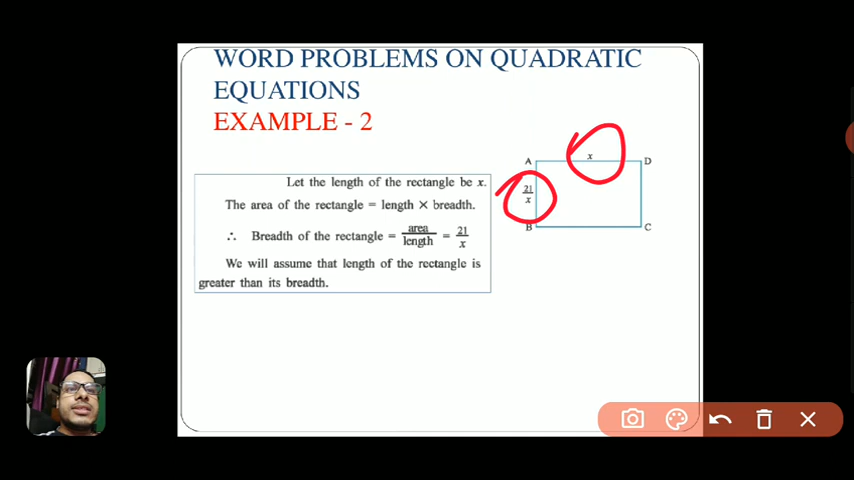 WORD PROBLEMS ON QUADRATIC
EQUATIONS
EXAMPLE - 2
Let the length of the rectangle be x.
The area of the rectangle = length × breadth.
∴ Breadth of the rectangle = area/length = 21/x
We will assume that length of the rectangle is
greater than its breadth.
A x D
21/x
B C